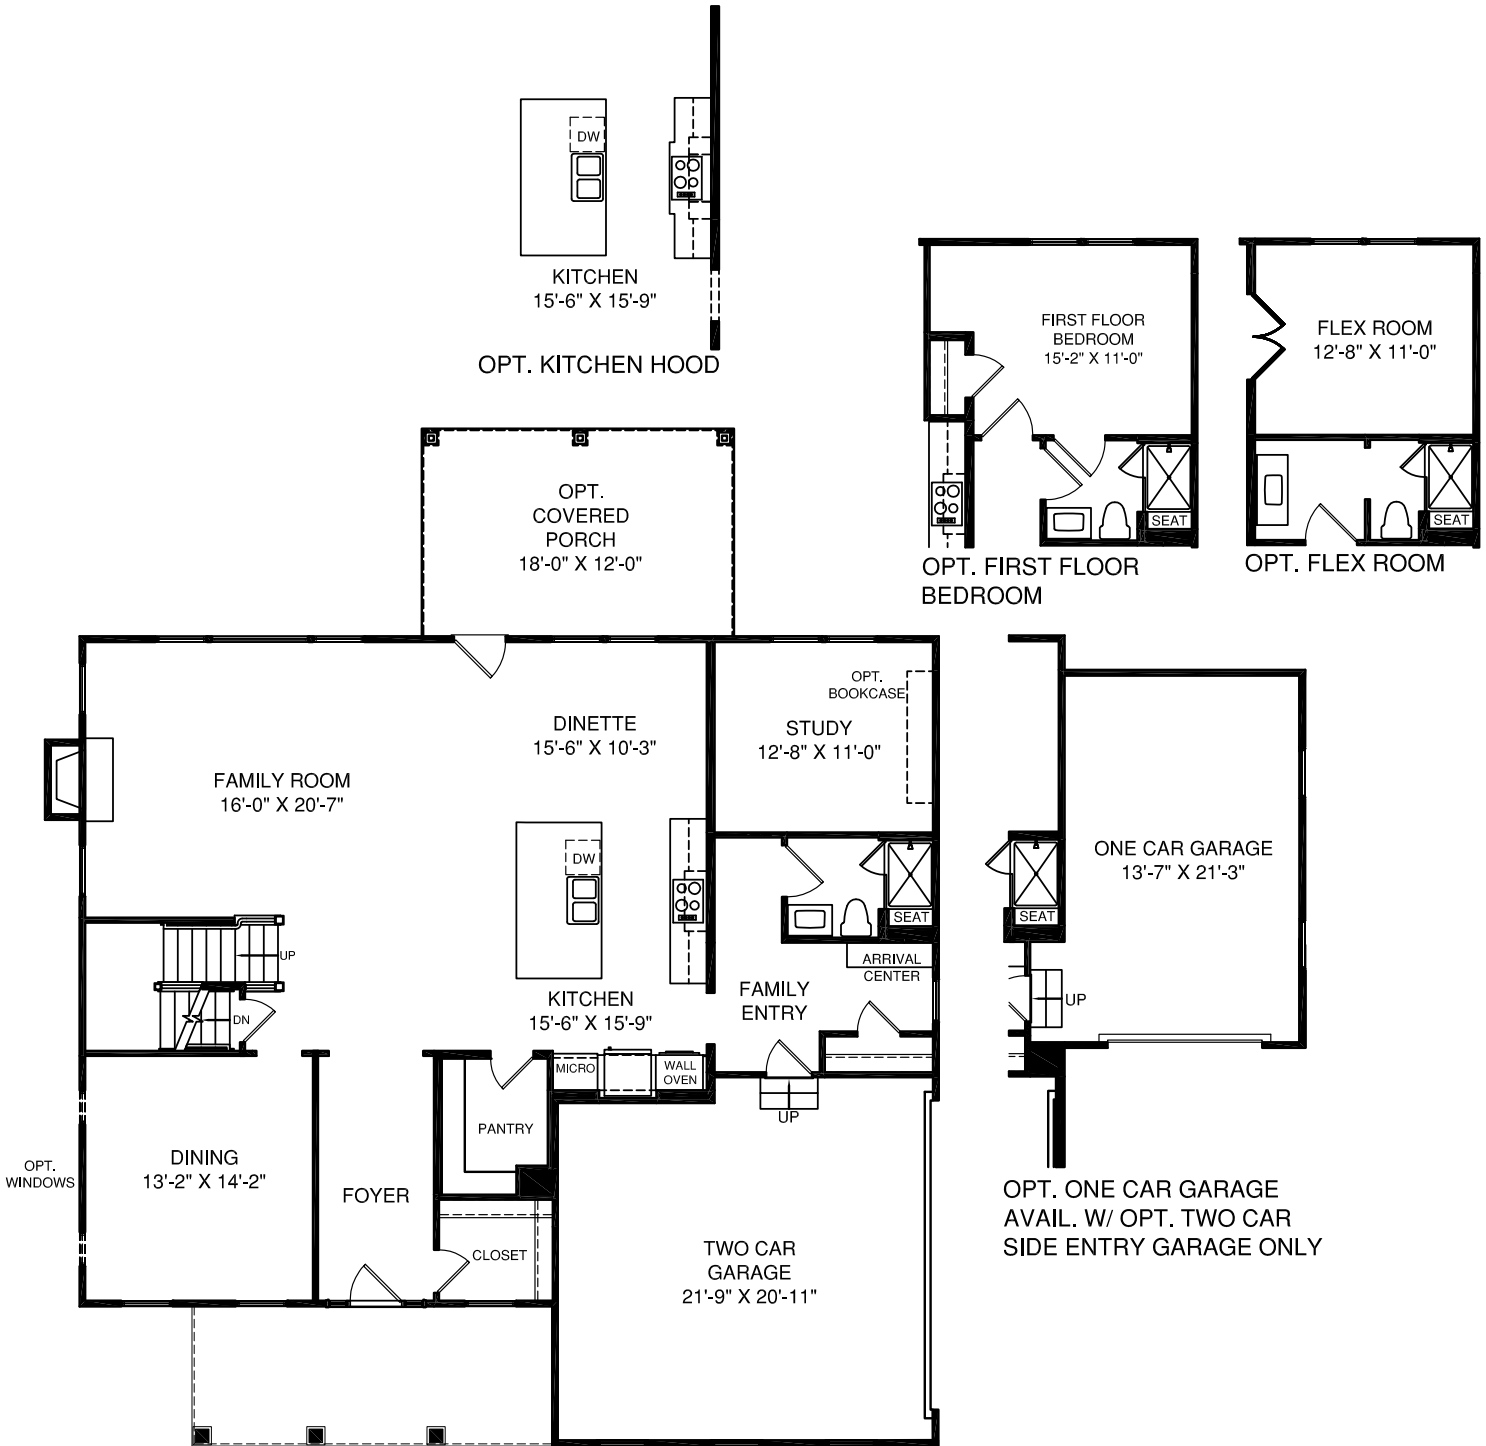 DW
KITCHEN
15'-6" X 15'-9"
OPT. KITCHEN HOOD
FIRST FLOOR
BEDROOM
15'-2" X 11'-0"
SEAT
OPT. FIRST FLOOR
BEDROOM
FLEX ROOM
12'-8" X 11'-0"
SEAT
OPT. FLEX ROOM
OPT.
COVERED
PORCH
18'-0" X 12'-0"
OPT.
BOOKCASE
STUDY
12'-8" X 11'-0"
DINETTE
15'-6" X 10'-3"
FAMILY ROOM
16'-0" X 20'-7"
DW
KITCHEN
15'-6" X 15'-9"
SEAT
ARRIVAL
CENTER
FAMILY
ENTRY
UP
DN
MICRO
WALL
OVEN
UP
PANTRY
OPT.
WINDOWS
DINING
13'-2" X 14'-2"
FOYER
CLOSET
TWO CAR
GARAGE
21'-9" X 20'-11"
ONE CAR GARAGE
13'-7" X 21'-3"
SEAT
UP
OPT. ONE CAR GARAGE
AVAIL. W/ OPT. TWO CAR
SIDE ENTRY GARAGE ONLY